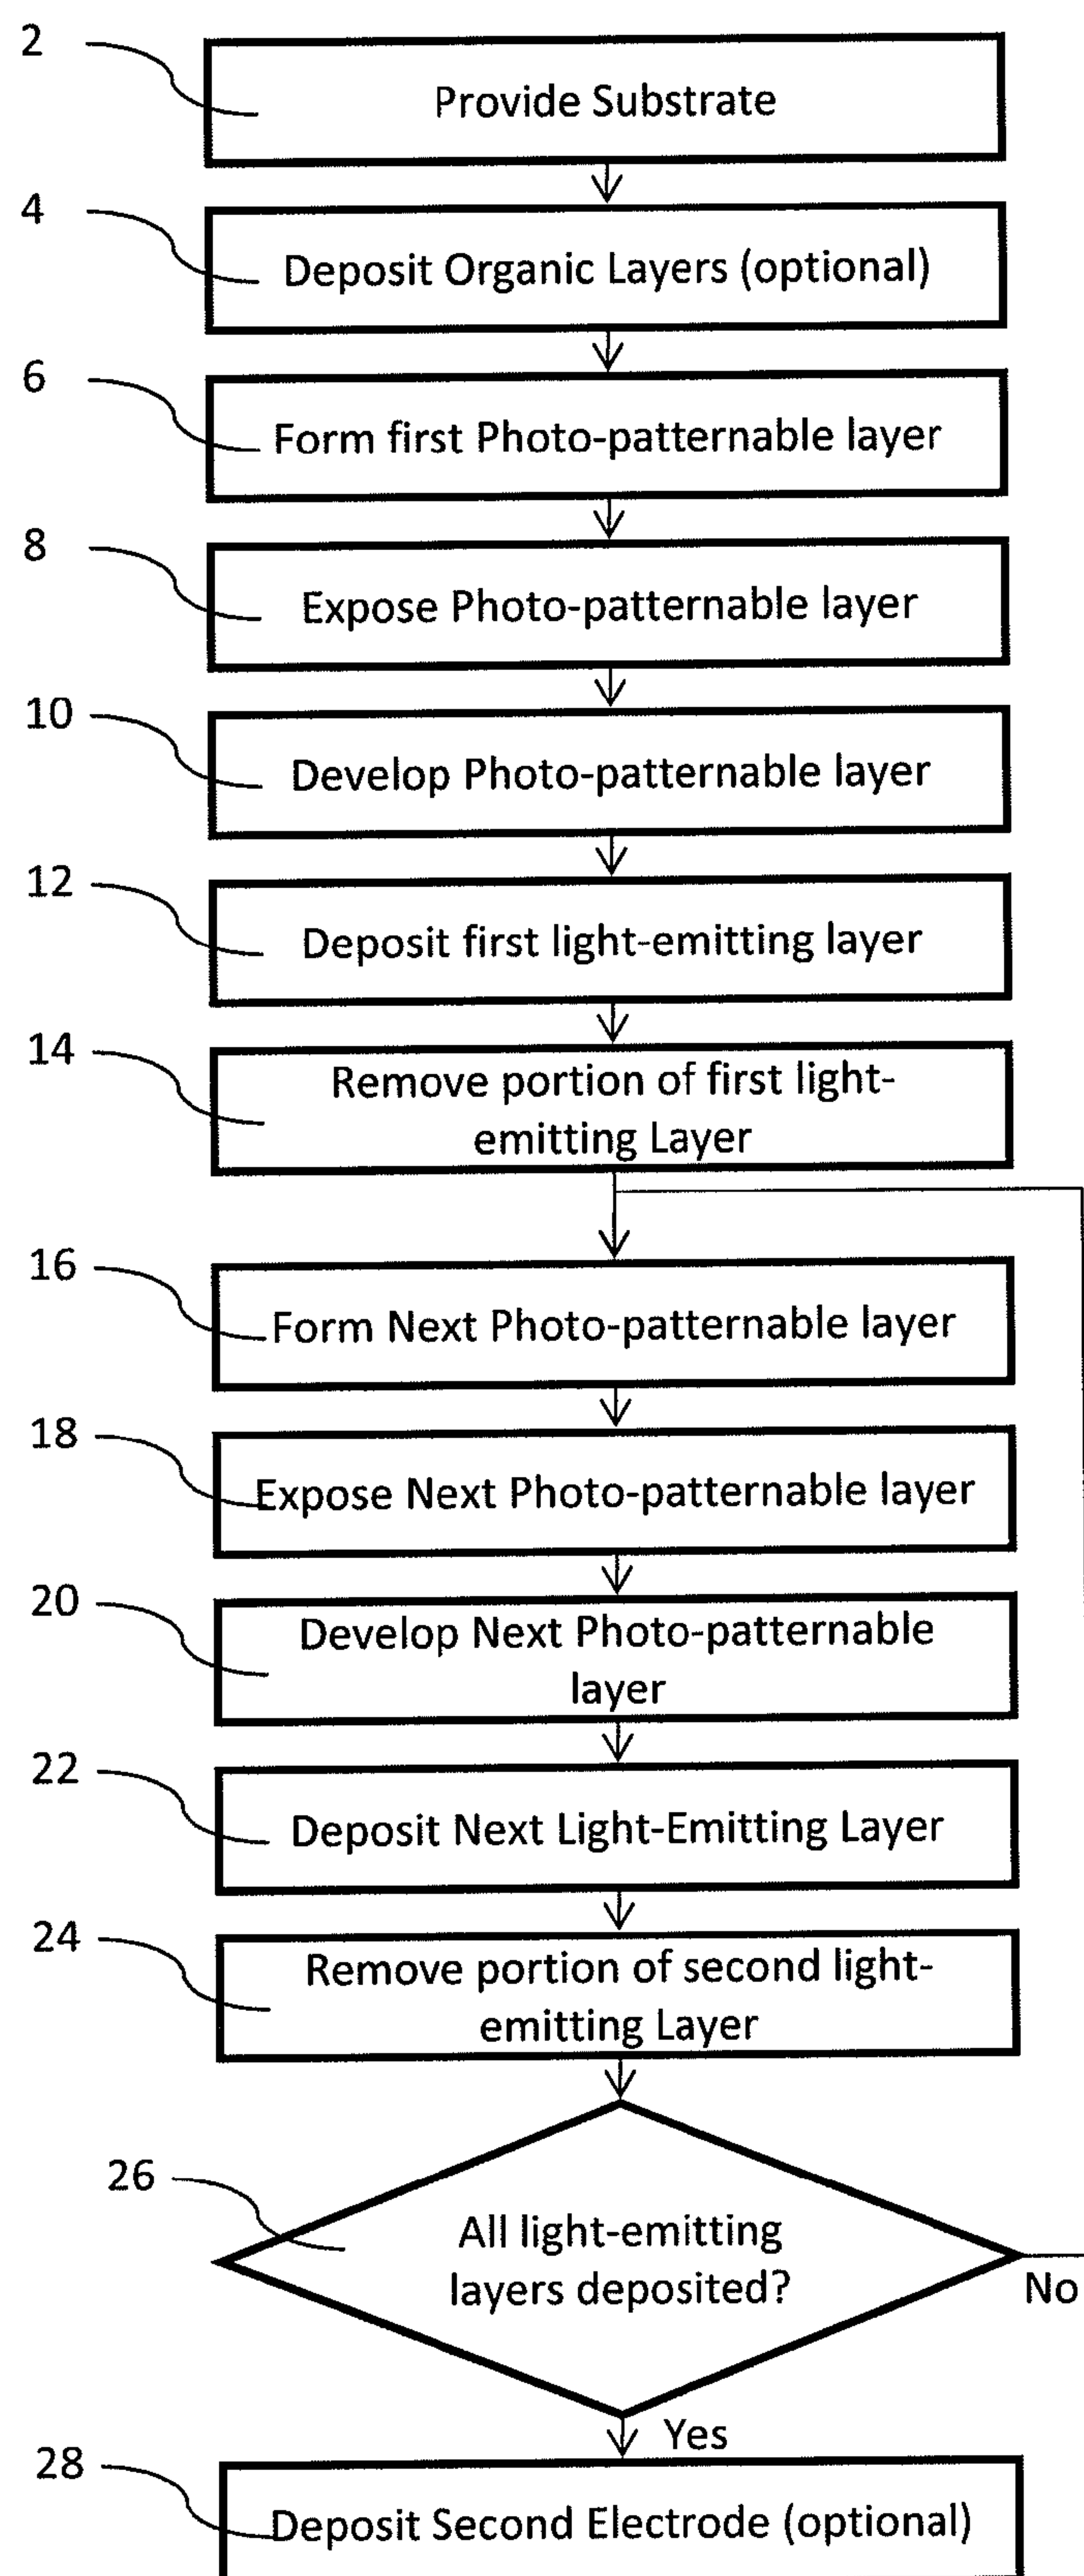 2
Provide Substrate
4
Deposit Organic Layers (optional)
6
Form first Photo-patternable layer
8
Expose Photo-patternable layer
10
Develop Photo-patternable layer
12
Deposit first light-emitting layer
14
Remove portion of first light-
emitting Layer
16
Form Next Photo-patternable layer
18
Expose Next Photo-patternable layer
20
Develop Next Photo-patternable
layer
22
Deposit Next Light-Emitting Layer
24
Remove portion of second light-
emitting Layer
26
All light-emitting
layers deposited?
No
Yes
28
Deposit Second Electrode (optional)